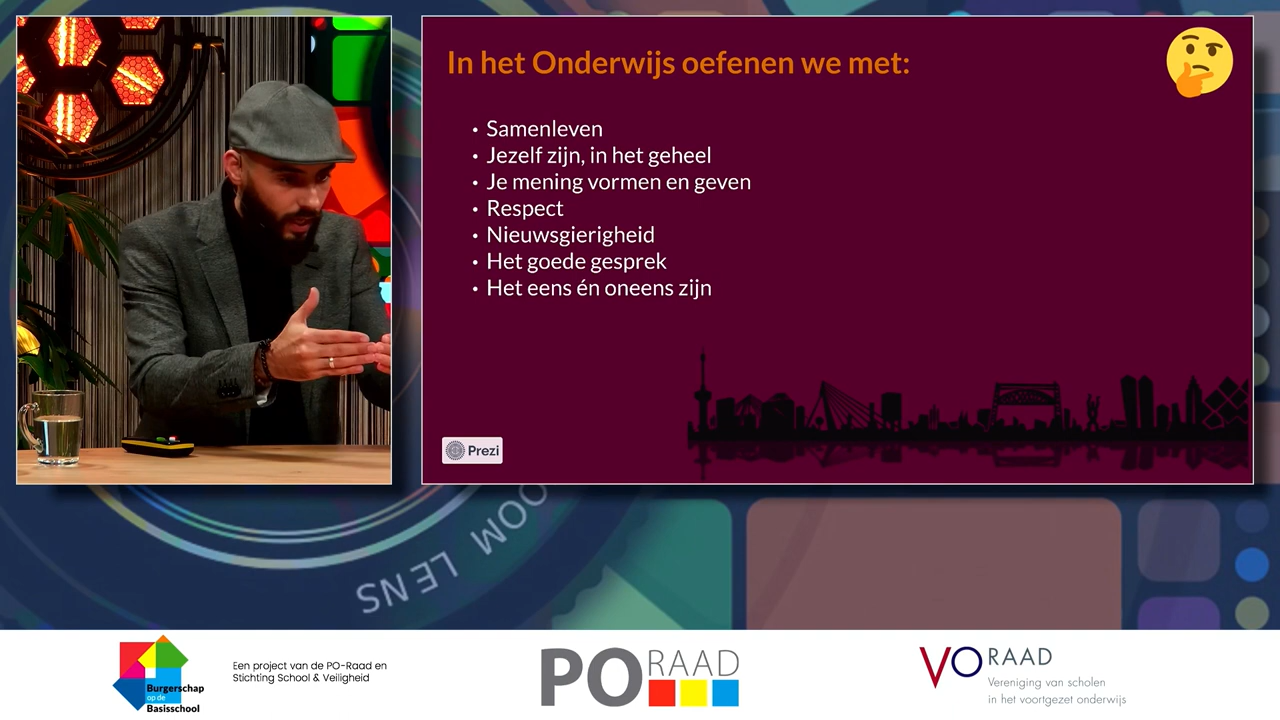 In het Onderwijs oefenen we met:
• Samenleven
• Jezelf zijn, in het geheel
• Je mening vormen en geven
• Respect
• Nieuwsgierigheid
• Het goede gesprek
• Het eens én oneens zijn
Prezi
OOM LENS
Burgerschap
op de
Basisschool
Een project van de PO-Raad en
Stichting School & Veiligheid
PO RAAD
VO RAAD
Vereniging van scholen
in het voortgezet onderwijs